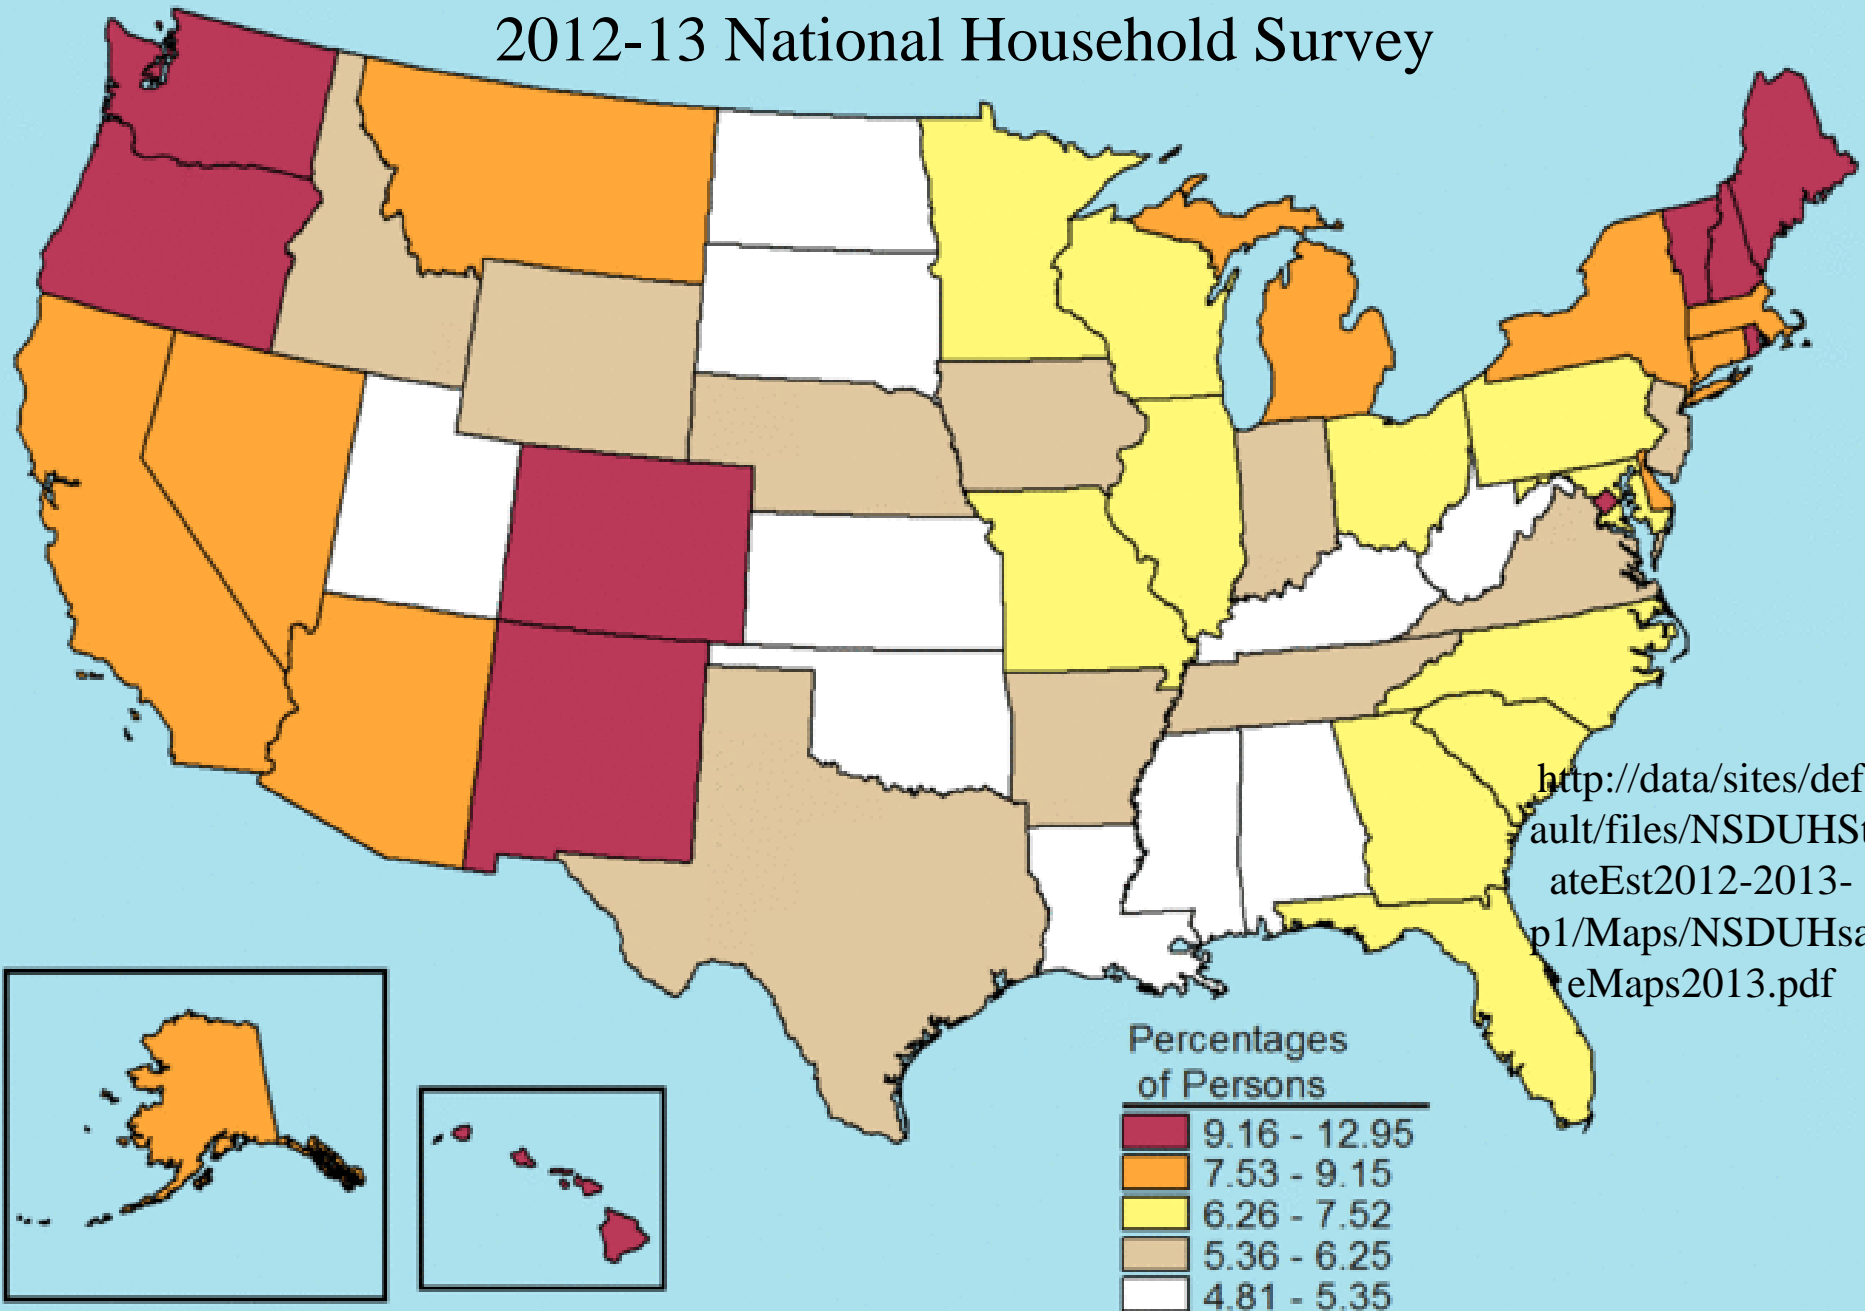 2012-13 National Household Survey
http://data/sites/def
ault/files/NSDUHSt
ateEst2012-2013-
p1/Maps/NSDUHsa
eMaps2013.pdf
Percentages
of Persons
9.16 - 12.95
7.53 - 9.15
6.26 - 7.52
5.36 - 6.25
4.81 - 5.35